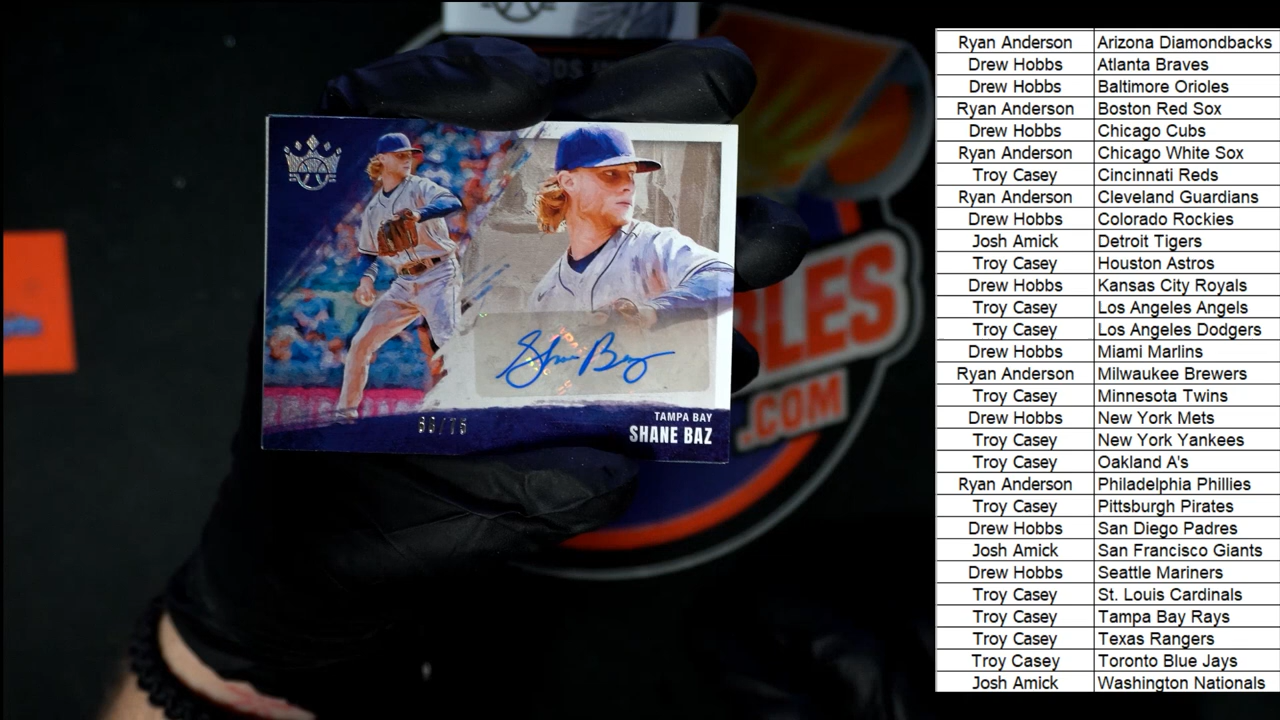 TAMPA BAY
SHANE BAZ
Shane Baz
BLES
.COM
Ryan Anderson Arizona Diamondbacks
Drew Hobbs Atlanta Braves
Drew Hobbs Baltimore Orioles
Ryan Anderson Boston Red Sox
Drew Hobbs Chicago Cubs
Ryan Anderson Chicago White Sox
Troy Casey Cincinnati Reds
Ryan Anderson Cleveland Guardians
Drew Hobbs Colorado Rockies
Josh Amick Detroit Tigers
Troy Casey Houston Astros
Drew Hobbs Kansas City Royals
Troy Casey Los Angeles Angels
Troy Casey Los Angeles Dodgers
Drew Hobbs Miami Marlins
Ryan Anderson Milwaukee Brewers
Troy Casey Minnesota Twins
Drew Hobbs New York Mets
Troy Casey New York Yankees
Troy Casey Oakland A's
Ryan Anderson Philadelphia Phillies
Troy Casey Pittsburgh Pirates
Drew Hobbs San Diego Padres
Josh Amick San Francisco Giants
Drew Hobbs Seattle Mariners
Troy Casey St. Louis Cardinals
Troy Casey Tampa Bay Rays
Troy Casey Texas Rangers
Troy Casey Toronto Blue Jays
Josh Amick Washington Nationals